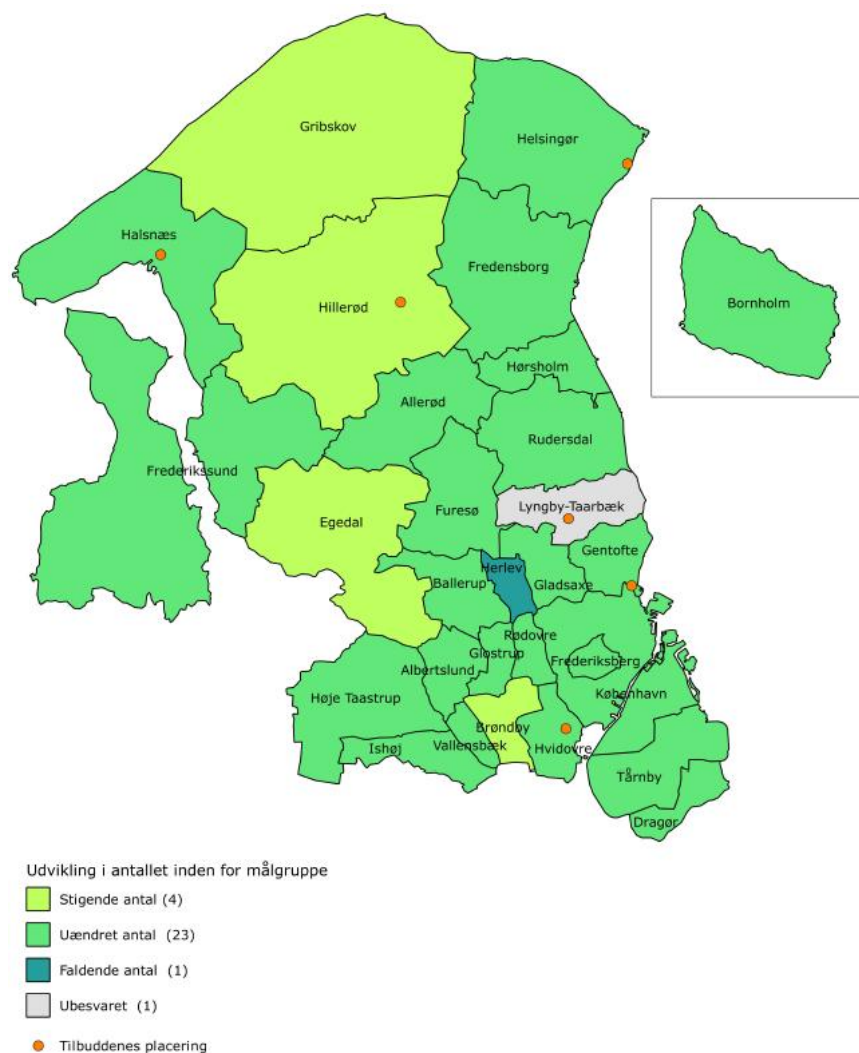 Gribskov
Helsingør
Halsnæs
Fredensborg
Bornholm
Hillerød
Hørsholm
Allerød
Rudersdal
Frederikssund
Furesø
Lyngby-Taarbæk
Egedal
Gentofte
Herlev
Ballerup
Gladsaxe
Rødovre
Glostrup
Frederiksberg
Albertslund
København
Høje Taastrup
Brøndby
Ishøj
Vallensbæk
Hvidovre
Tårnby
Dragør
Udvikling i antallet inden for målgruppe
Stigende antal (4)
Uændret antal (23)
Faldende antal (1)
Ubesvaret (1)
Tilbuddenes placering